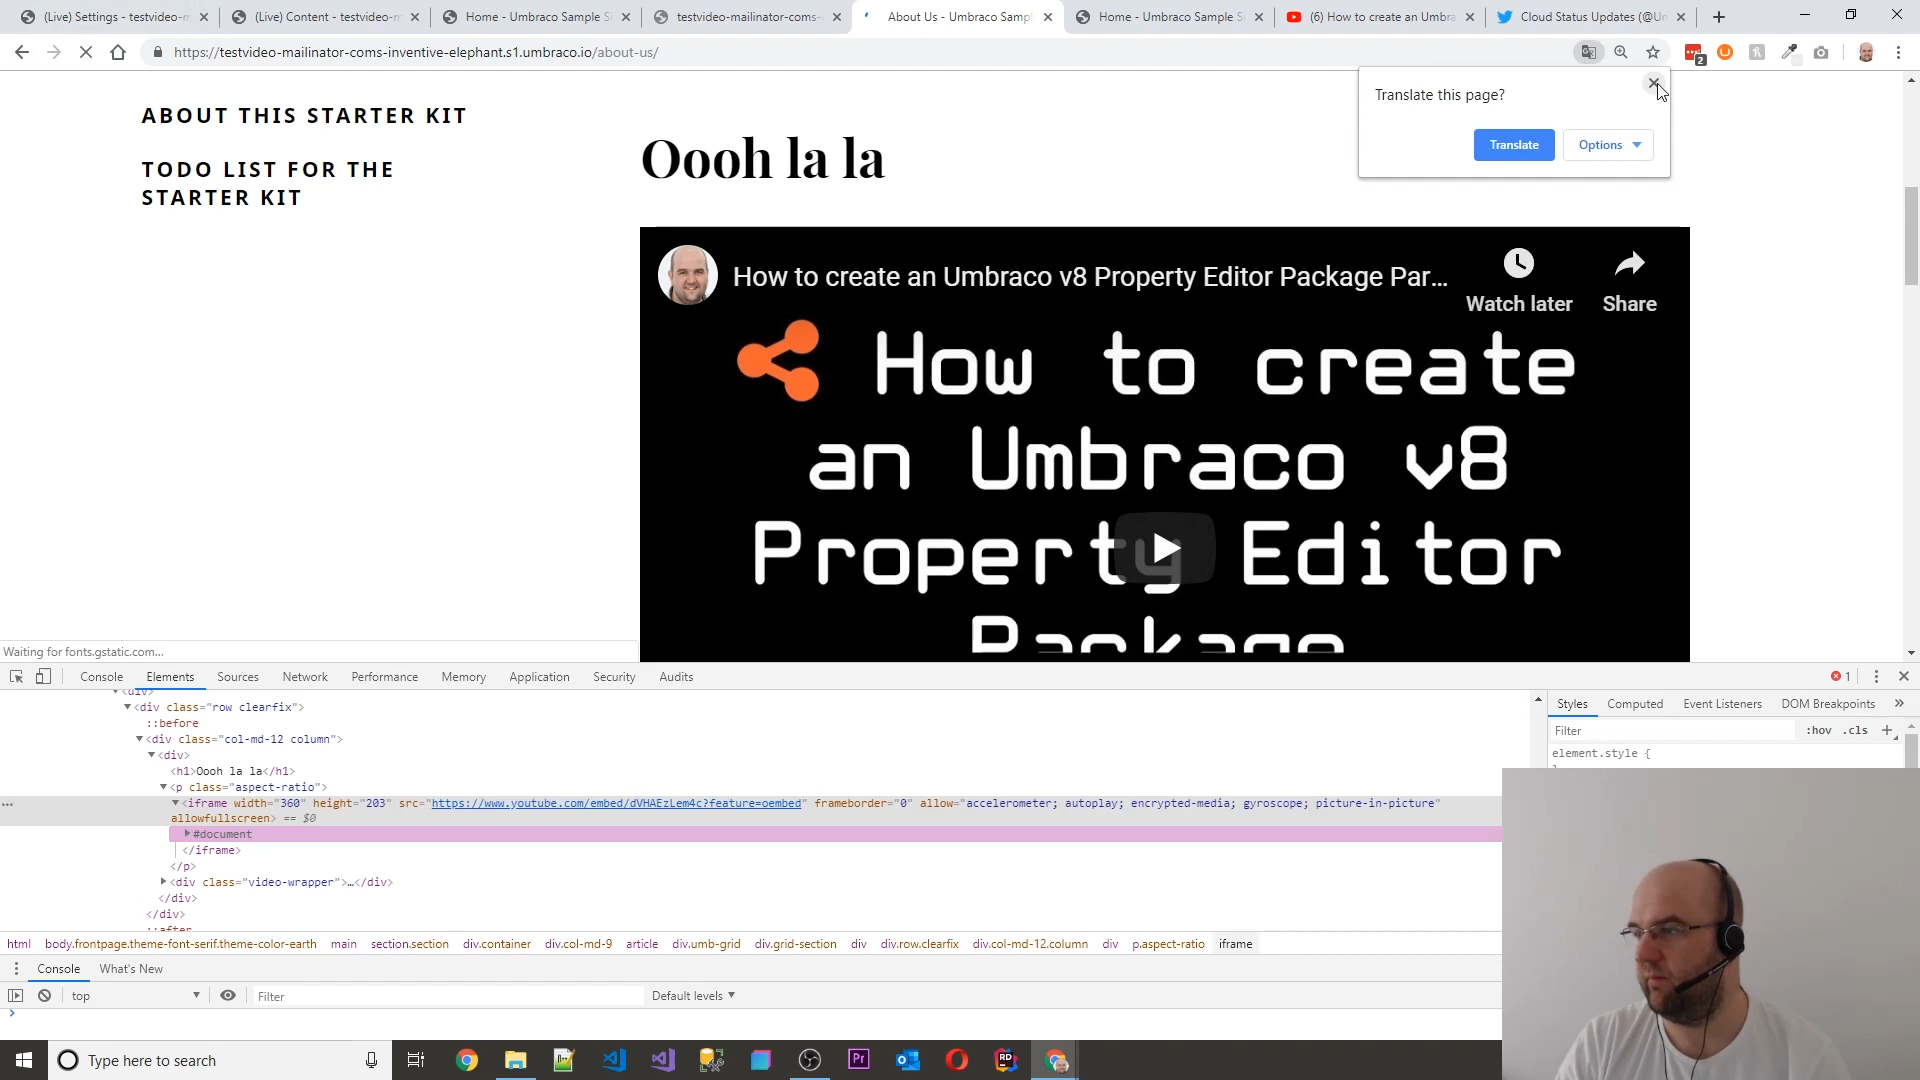 (Live) Settings - testvideo-m
(Live) Content - testvideo-m
Home - Umbraco Sample Si
testvideo-mailinator-coms-
About Us - Umbraco Sampl
Home - Umbraco Sample S
(6) How to create an Umbra
Cloud Status Updates (@Um
https://testvideo-mailinator-coms-inventive-elephant.s1.umbraco.io/about-us/
2
Translate this page?
Translate
Options
ABOUT THIS STARTER KIT
TODO LIST FOR THE
STARTER KIT
Oooh la la
How to create an Umbraco v8 Property Editor Package Par...
Watch later
Share
How to create
an Umbraco v8
Property Editor
Package
Waiting for fonts.gstatic.com...
Console
Elements
Sources
Network
Performance
Memory
Application
Security
Audits
1
<div>
<div class="row clearfix">
::before
<div class="col-md-12 column">
<div>
<h1>Oooh la la</h1>
<p class="aspect-ratio">
<iframe width="360" height="203" src="https://www.youtube.com/embed/dVHAEzLem4c?feature=oembed" frameborder="0" allow="accelerometer; autoplay; encrypted-media; gyroscope; picture-in-picture"
allowfullscreen> == $0
#document
</iframe>
</p>
<div class="video-wrapper">…</div>
</div>
</div>
::after
Styles
Computed
Event Listeners
DOM Breakpoints
Filter
:hov
.cls
element.style {
html
body.frontpage.theme-font-serif.theme-color-earth
main
section.section
div.container
div.col-md-9
article
div.umb-grid
div.grid-section
div
div.row.clearfix
div.col-md-12.column
div
p.aspect-ratio
iframe
Console
What's New
top
Filter
Default levels
Type here to search
Pr
RD